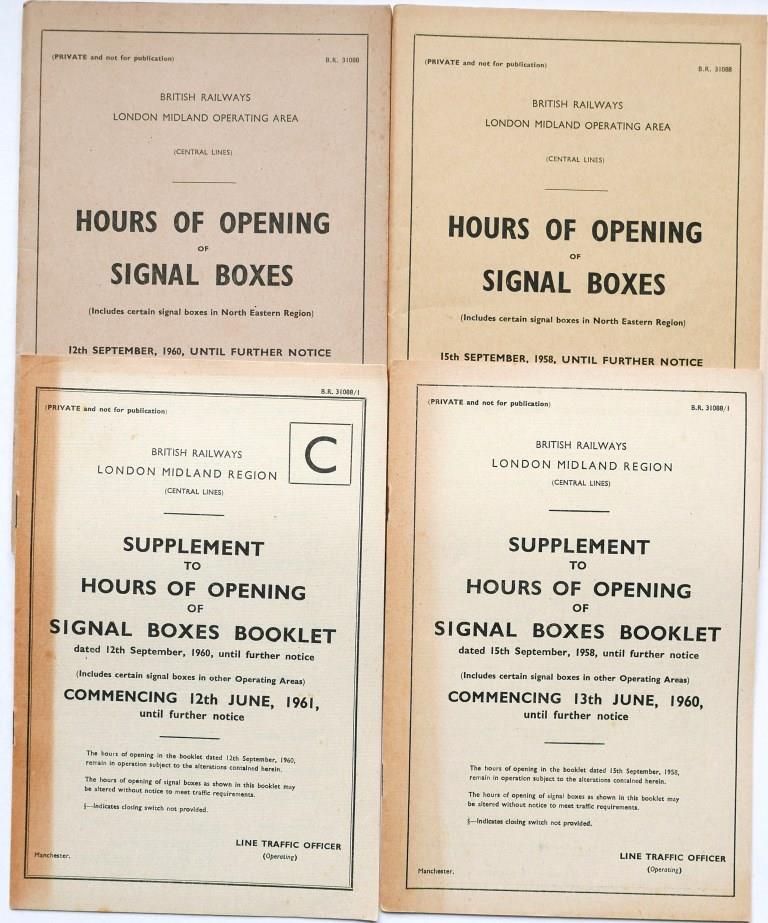 (PRIVATE and not for publication)
B.R. 31088
BRITISH RAILWAYS
LONDON MIDLAND OPERATING AREA
(CENTRAL LINES)
HOURS OF OPENING
OF
SIGNAL BOXES
(Includes certain signal boxes in North Eastern Region)
12th SEPTEMBER, 1960, UNTIL FURTHER NOTICE
(PRIVATE and not for publication)
B.R. 31088
BRITISH RAILWAYS
LONDON MIDLAND OPERATING AREA
(CENTRAL LINES)
HOURS OF OPENING
OF
SIGNAL BOXES
(Includes certain signal boxes in North Eastern Region)
15th SEPTEMBER, 1958, UNTIL FURTHER NOTICE
B.R. 31088/1
(PRIVATE and not for publication)
C
BRITISH RAILWAYS
LONDON MIDLAND REGION
(CENTRAL LINES)
SUPPLEMENT
TO
HOURS OF OPENING
OF
SIGNAL BOXES BOOKLET
dated 12th September, 1960, until further notice
(Includes certain signal boxes in other Operating Areas)
COMMENCING 12th JUNE, 1961,
until further notice
The hours of opening in the booklet dated 12th September, 1960,
remain in operation subject to the alterations contained herein.
The hours of opening of signal boxes as shown in this booklet may
be altered without notice to meet traffic requirements.
§—Indicates closing switch not provided.
LINE TRAFFIC OFFICER
(Operating)
Manchester.
(PRIVATE and not for publication)
B.R. 31088/1
BRITISH RAILWAYS
LONDON MIDLAND REGION
(CENTRAL LINES)
SUPPLEMENT
TO
HOURS OF OPENING
OF
SIGNAL BOXES BOOKLET
dated 15th September, 1958, until further notice
(Includes certain signal boxes in other Operating Areas)
COMMENCING 13th JUNE, 1960,
until further notice
The hours of opening in the booklet dated 15th September, 1958,
remain in operation subject to the alterations contained herein.
The hours of opening of signal boxes as shown in this booklet may
be altered without notice to meet traffic requirements.
§—Indicates closing switch not provided.
LINE TRAFFIC OFFICER
(Operating)
Manchester.